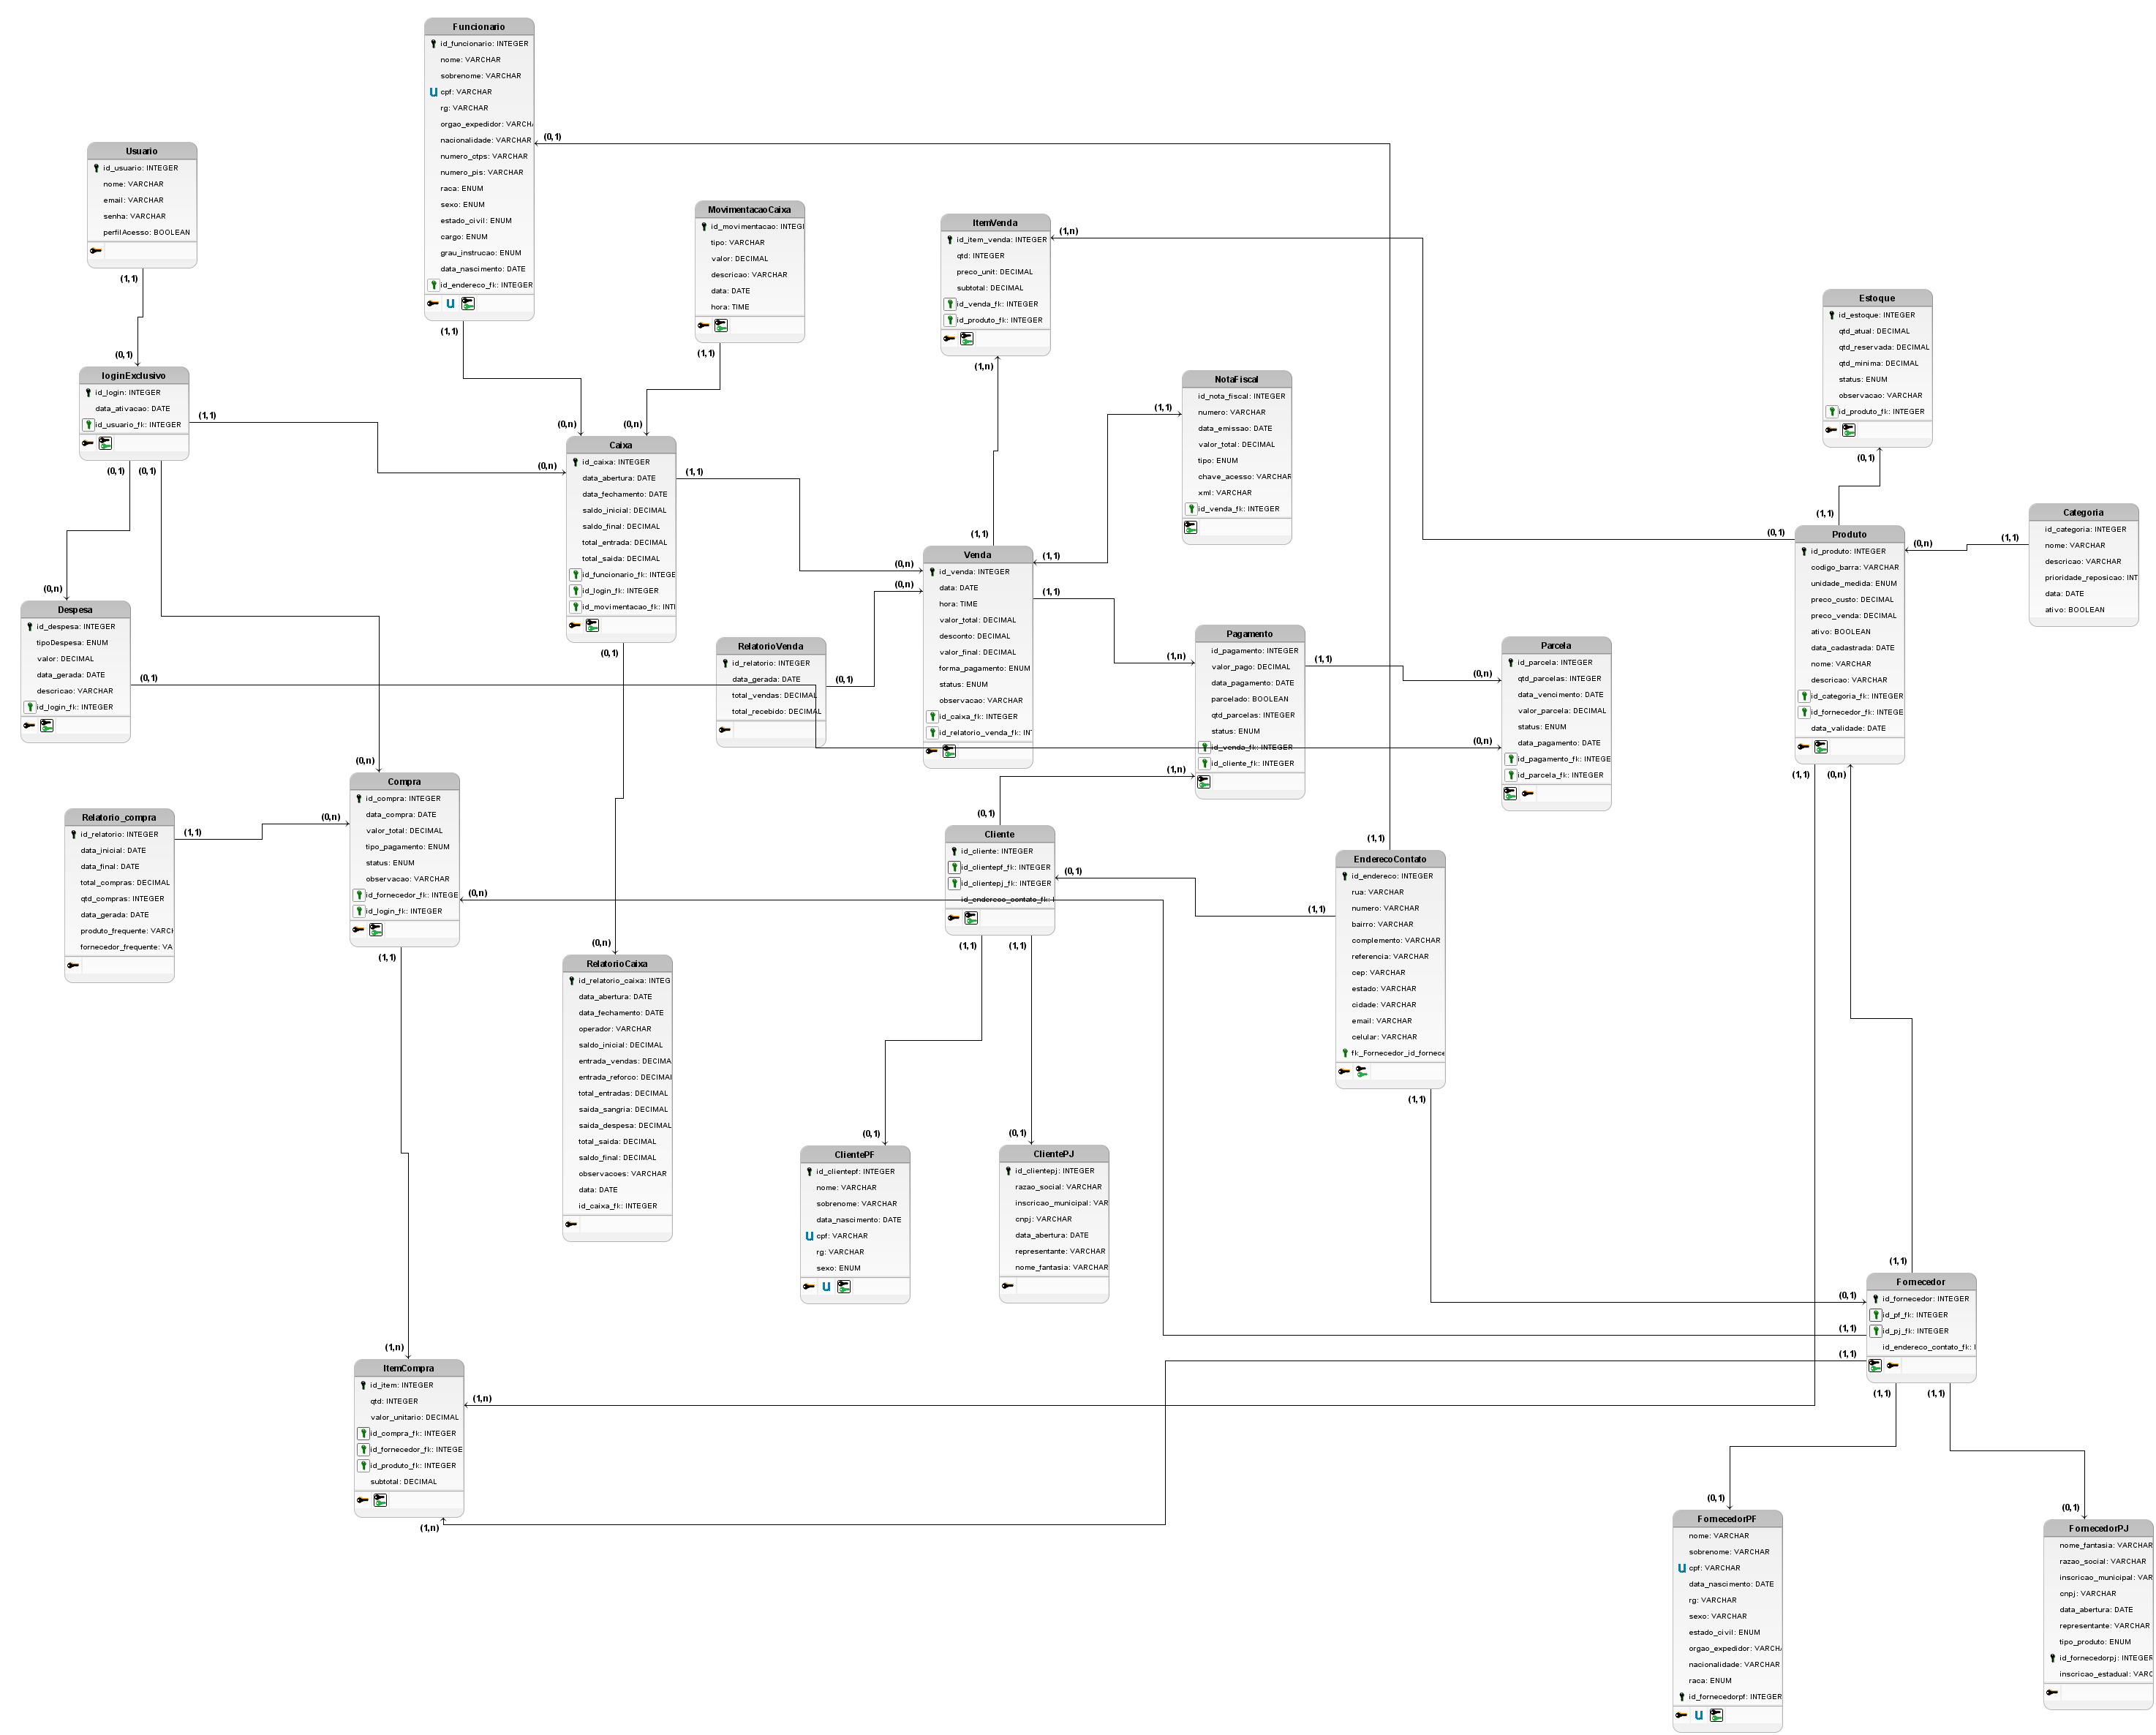 Funcionario
id_funcionario: INTEGER
nome: VARCHAR
sobrenome: VARCHAR
cpf: VARCHAR
rg: VARCHAR
orgao_expedidor: VARCHA
nacionalidade: VARCHAR
numero_ctps: VARCHAR
numero_pis: VARCHAR
raca: ENUM
sexo: ENUM
estado_civil: ENUM
cargo: ENUM
grau_instrucao: ENUM
data_nascimento: DATE
id_endereco_fk: INTEGER
(0,1)
(1,1)
Usuario
id_usuario: INTEGER
nome: VARCHAR
email: VARCHAR
senha: VARCHAR
perfilAcesso: BOOLEAN
(1,1)
(0,1)
loginExclusivo
id_login: INTEGER
data_ativacao: DATE
id_usuario_fk: INTEGER
(1,1)
(0,1)
(0,1)
MovimentacaoCaixa
id_movimentacao: INTEG
tipo: VARCHAR
valor: DECIMAL
descricao: VARCHAR
data: DATE
hora: TIME
(1,1)
ItemVenda
id_item_venda: INTEGER
qtd: INTEGER
preco_unit: DECIMAL
subtotal: DECIMAL
id_venda_fk: INTEGER
id_produto_fk: INTEGER
(1,n)
(1,n)
NotaFiscal
id_nota_fiscal: INTEGER
numero: VARCHAR
data_emissao: DATE
valor_total: DECIMAL
tipo: ENUM
chave_acesso: VARCHAR
xml: VARCHAR
id_venda_fk: INTEGER
(1,1)
Estoque
id_estoque: INTEGER
qtd_atual: DECIMAL
qtd_reservada: DECIMAL
qtd_minima: DECIMAL
status: ENUM
observacao: VARCHAR
id_produto_fk: INTEGER
(0,1)
Categoria
id_categoria: INTEGER
nome: VARCHAR
descricao: VARCHAR
prioridade_reposicao: INT
data: DATE
ativo: BOOLEAN
(1,1)
(0,n)
(0,n)
(0,n)
Caixa
id_caixa: INTEGER
data_abertura: DATE
data_fechamento: DATE
saldo_inicial: DECIMAL
saldo_final: DECIMAL
total_entrada: DECIMAL
total_saida: DECIMAL
id_funcionario_fk: INTEGE
id_login_fk: INTEGER
id_movimentacao_fk: INT
(1,1)
(0,1)
(1,1)
(0,n)
(0,n)
Venda
id_venda: INTEGER
data: DATE
hora: TIME
valor_total: DECIMAL
desconto: DECIMAL
valor_final: DECIMAL
forma_pagamento: ENUM
status: ENUM
observacao: VARCHAR
id_caixa_fk: INTEGER
id_relatorio_venda_fk: INT
(1,1)
(1,1)
(1,1)
(0,1)
(0,n)
Produto
id_produto: INTEGER
codigo_barra: VARCHAR
unidade_medida: ENUM
preco_custo: DECIMAL
preco_venda: DECIMAL
ativo: BOOLEAN
data_cadastrada: DATE
nome: VARCHAR
descricao: VARCHAR
id_categoria_fk: INTEGER
id_fornecedor_fk: INTEGE
data_validade: DATE
(1,1)
(0,n)
(0,n)
Despesa
id_despesa: INTEGER
tipoDespesa: ENUM
valor: DECIMAL
data_gerada: DATE
descricao: VARCHAR
id_login_fk: INTEGER
(0,1)
RelatorioVenda
id_relatorio: INTEGER
data_gerada: DATE
total_vendas: DECIMAL
total_recebido: DECIMAL
(0,1)
(1,n)
Pagamento
id_pagamento: INTEGER
valor_pago: DECIMAL
data_pagamento: DATE
parcelado: BOOLEAN
qtd_parcelas: INTEGER
status: ENUM
id_venda_fk: INTEGER
id_cliente_fk: INTEGER
(1,1)
(1,n)
(0,n)
(0,n)
Parcela
id_parcela: INTEGER
qtd_parcelas: INTEGER
data_vencimento: DATE
valor_parcela: DECIMAL
status: ENUM
data_pagamento: DATE
id_pagamento_fk: INTEGE
id_parcela_fk: INTEGER
(0,n)
Compra
id_compra: INTEGER
data_compra: DATE
valor_total: DECIMAL
tipo_pagamento: ENUM
status: ENUM
observacao: VARCHAR
id_fornecedor_fk: INTEGE
id_login_fk: INTEGER
(0,n)
(0,n)
(1,1)
Relatorio_compra
id_relatorio: INTEGER
data_inicial: DATE
data_final: DATE
total_compras: DECIMAL
qtd_compras: INTEGER
data_gerada: DATE
produto_frequente: VARCH
fornecedor_frequente: VA
(1,1)
(0,1)
Cliente
id_cliente: INTEGER
id_clientepf_fk: INTEGER
id_clientepj_fk: INTEGER
id_endereco_contato_fk: I
(0,1)
(1,1)
(1,1)
(1,1)
EnderecoContato
id_endereco: INTEGER
rua: VARCHAR
numero: VARCHAR
bairro: VARCHAR
complemento: VARCHAR
referencia: VARCHAR
cep: VARCHAR
estado: VARCHAR
cidade: VARCHAR
email: VARCHAR
celular: VARCHAR
fk_Fornecedor_id_fornece
(1,1)
(1,1)
(0,n)
RelatorioCaixa
id_relatorio_caixa: INTEG
data_abertura: DATE
data_fechamento: DATE
operador: VARCHAR
saldo_inicial: DECIMAL
entrada_vendas: DECIMA
entrada_reforco: DECIMAL
total_entradas: DECIMAL
saida_sangria: DECIMAL
saida_despesa: DECIMAL
total_saida: DECIMAL
saldo_final: DECIMAL
observacoes: VARCHAR
data: DATE
id_caixa_fk: INTEGER
(0,1)
ClientePF
id_clientepf: INTEGER
nome: VARCHAR
sobrenome: VARCHAR
data_nascimento: DATE
cpf: VARCHAR
rg: VARCHAR
sexo: ENUM
(0,1)
ClientePJ
id_clientepj: INTEGER
razao_social: VARCHAR
inscricao_municipal: VAR
cnpj: VARCHAR
data_abertura: DATE
representante: VARCHAR
nome_fantasia: VARCHAR
(1,1)
(0,1)
(1,1)
(1,1)
Fornecedor
id_fornecedor: INTEGER
id_pf_fk: INTEGER
id_pj_fk: INTEGER
id_endereco_contato_fk: I
(1,1)
(1,1)
(1,n)
ItemCompra
id_item: INTEGER
qtd: INTEGER
valor_unitario: DECIMAL
id_compra_fk: INTEGER
id_fornecedor_fk: INTEGE
id_produto_fk: INTEGER
subtotal: DECIMAL
(1,n)
(1,n)
(0,1)
FornecedorPF
nome: VARCHAR
sobrenome: VARCHAR
cpf: VARCHAR
data_nascimento: DATE
rg: VARCHAR
sexo: VARCHAR
estado_civil: ENUM
orgao_expedidor: VARCHA
nacionalidade: VARCHAR
raca: ENUM
id_fornecedorpf: INTEGER
(0,1)
FornecedorPJ
nome_fantasia: VARCHAR
razao_social: VARCHAR
inscricao_municipal: VAR
cnpj: VARCHAR
data_abertura: DATE
representante: VARCHAR
tipo_produto: ENUM
id_fornecedorpj: INTEGER
inscricao_estadual: VARC